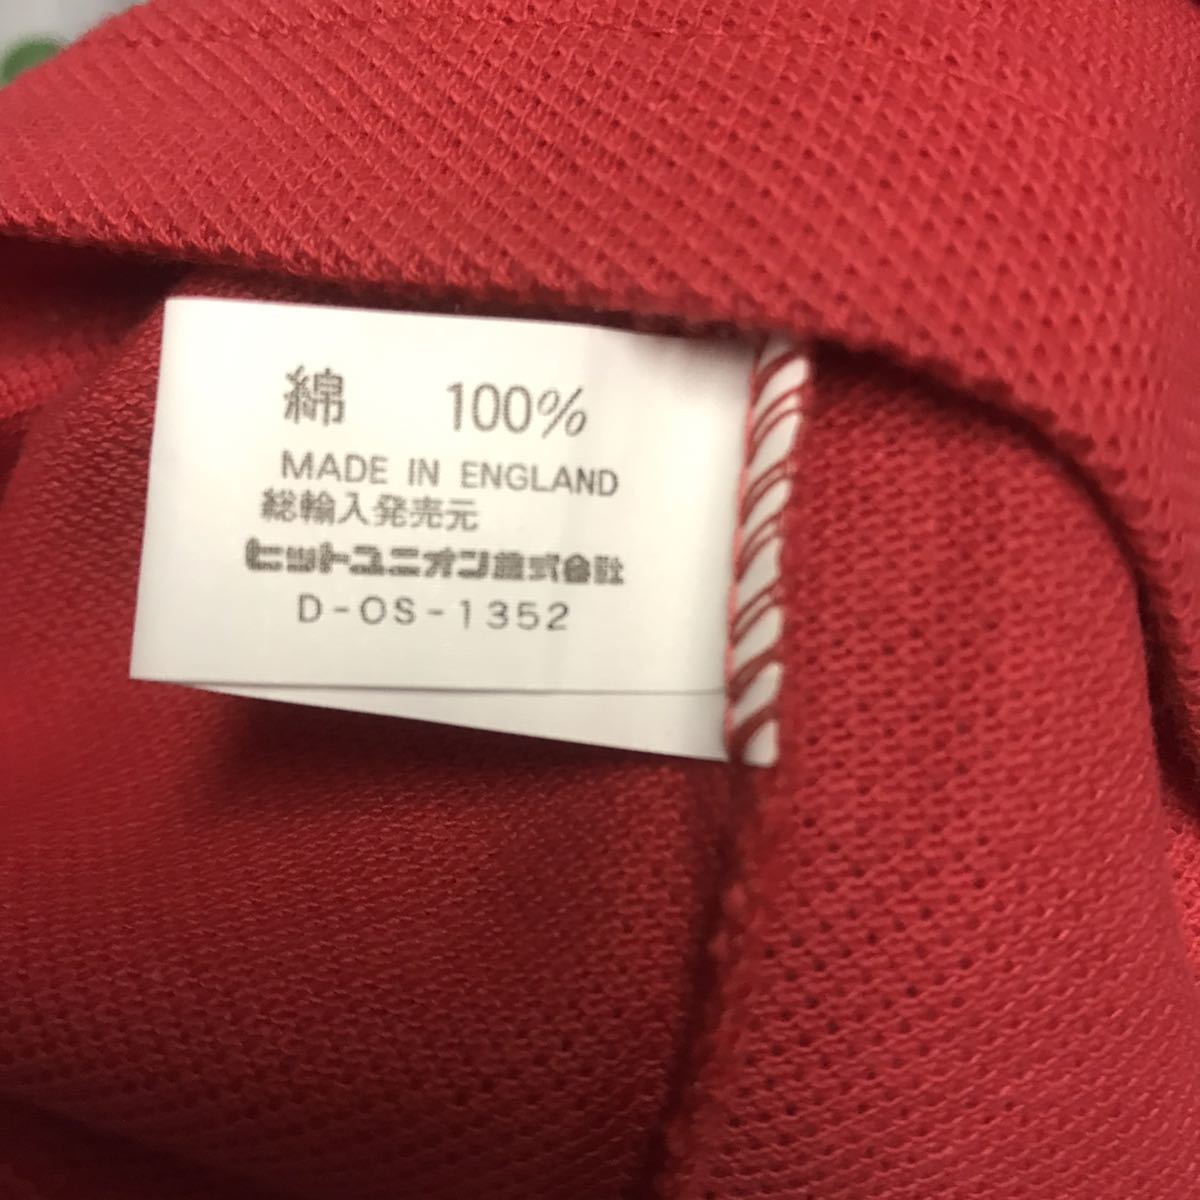 綿 100%
MADE IN ENGLAND
総輸入発売元
ヒットユニオン株式会社
D-OS-1352